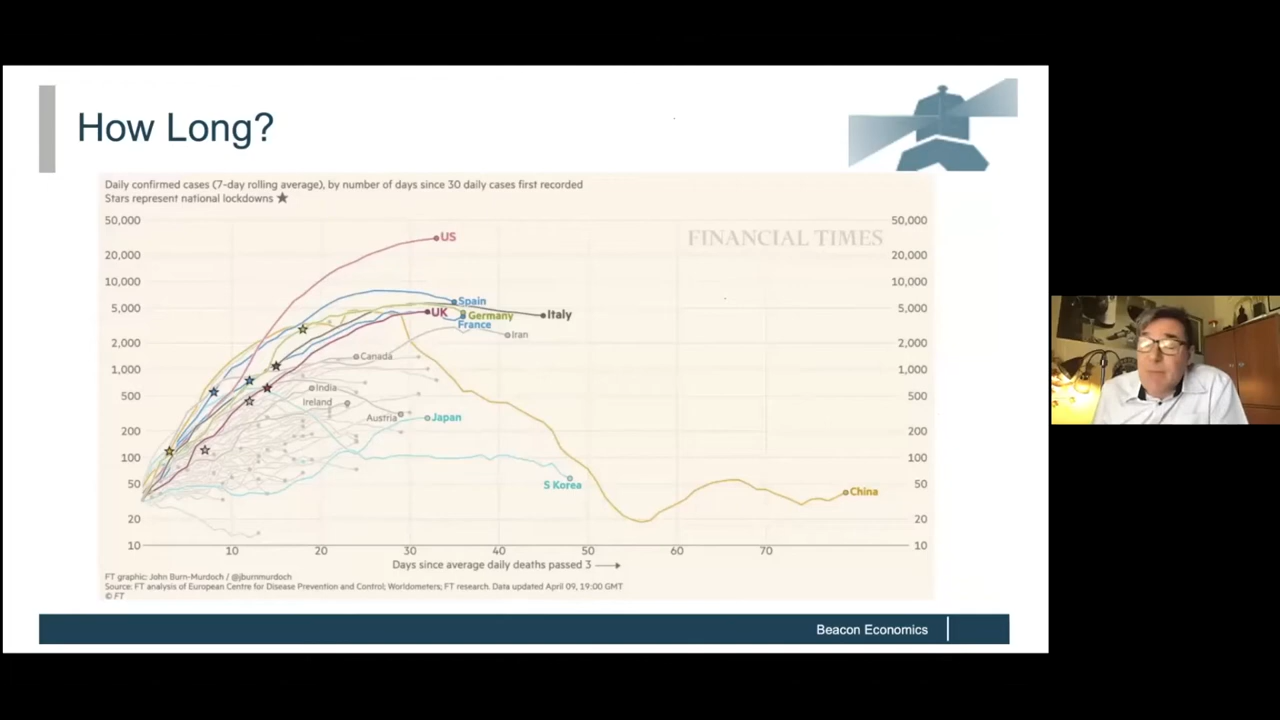 How Long?
Daily confirmed cases (7-day rolling average), by number of days since 30 daily cases first recorded
Stars represent national lockdowns ★
FINANCIAL TIMES
50,000
20,000
10,000
5,000
2,000
1,000
500
200
100
50
20
10
50,000
20,000
10,000
5,000
2,000
1,000
500
200
100
50
20
10
US
Spain
UK
Germany
Italy
France
Iran
Canada
India
Ireland
Austria
Japan
S Korea
China
10 20 30 40 50 60 70
Days since average daily deaths passed 3 ⟶
FT graphic: John Burn-Murdoch / @jburnmurdoch
Source: FT analysis of European Centre for Disease Prevention and Control; Worldometers; FT research. Data updated April 09, 19:00 GMT
© FT
Beacon Economics